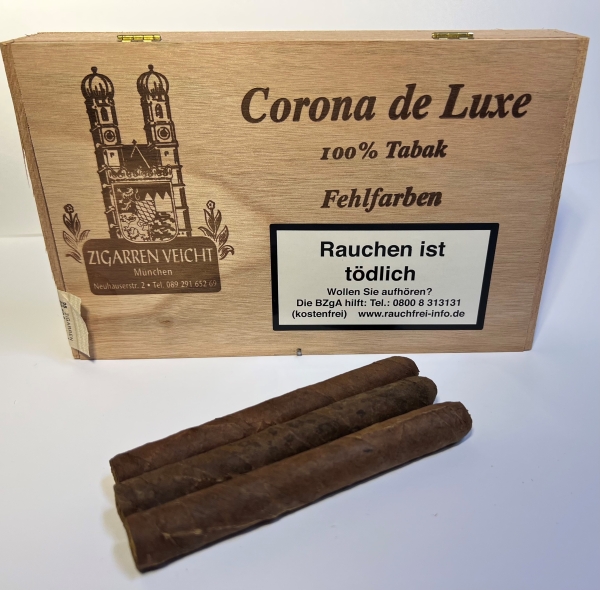 Corona de Luxe
100% Tabak
Fehlfarben
ZIGARREN VEICHT
München
Neuhauserstr. 2 • Tel. 089 291 652 69
Rauchen ist
tödlich
Wollen Sie aufhören?
Die BZgA hilft: Tel.: 0800 8 313131
(kostenfrei) www.rauchfrei-info.de